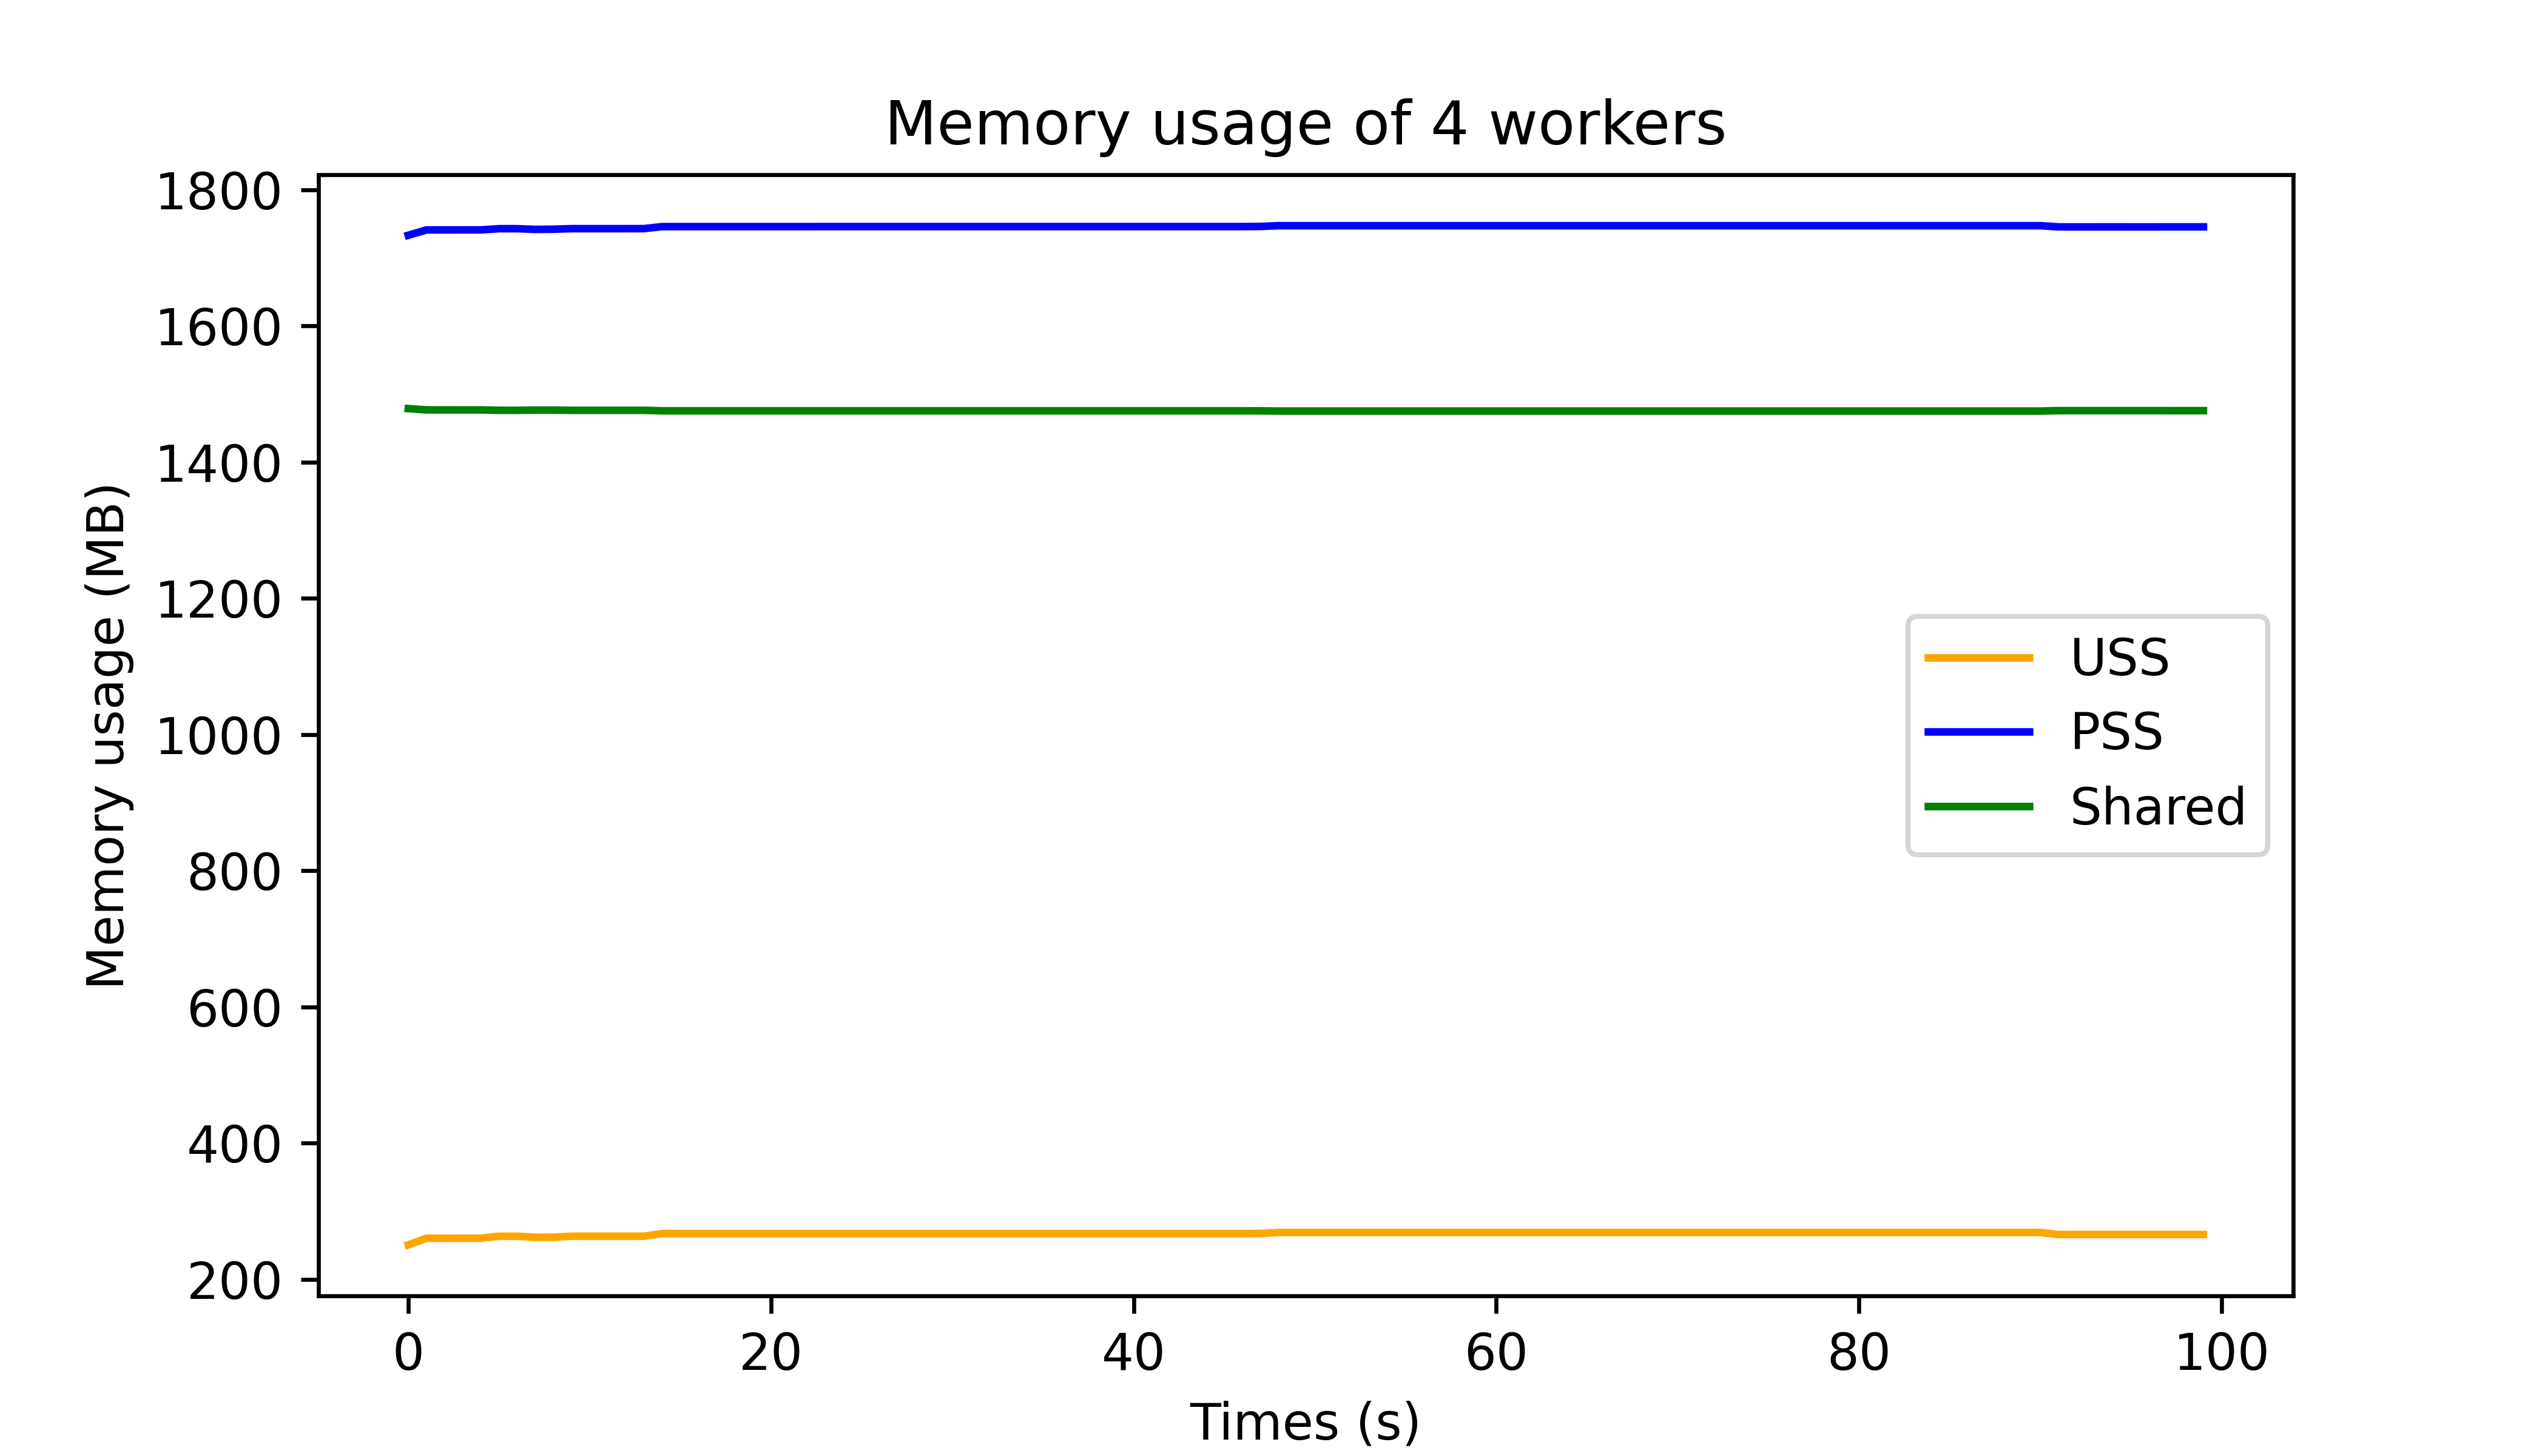 Memory usage of 4 workers
Memory usage (MB)
1800
1600
1400
1200
1000
800
600
400
200
USS
PSS
Shared
0 20 40 60 80 100
Times (s)